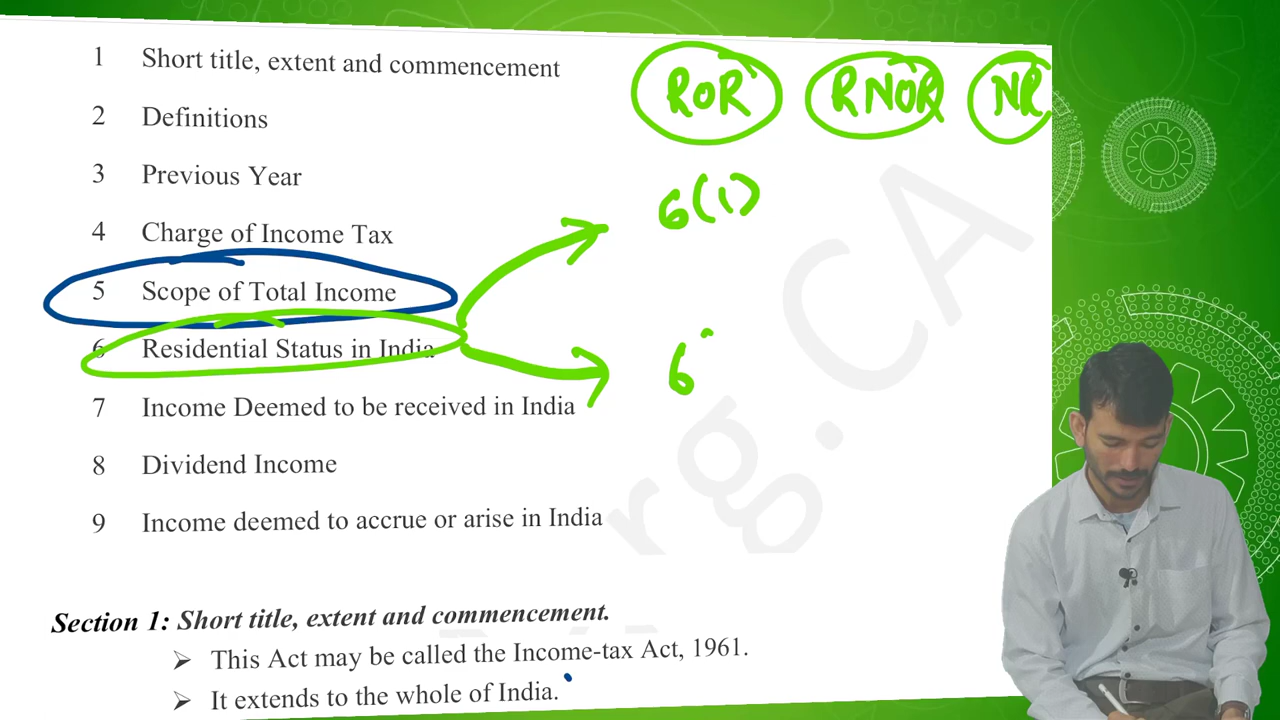 1 Short title, extent and commencement
ROR RNOR NR
2 Definitions
3 Previous Year
6(1)
4 Charge of Income Tax
5 Scope of Total Income
6 Residential Status in India
6
7 Income Deemed to be received in India
8 Dividend Income
9 Income deemed to accrue or arise in India
rg.CA
Section 1: Short title, extent and commencement.
➢ This Act may be called the Income-tax Act, 1961.
➢ It extends to the whole of India.